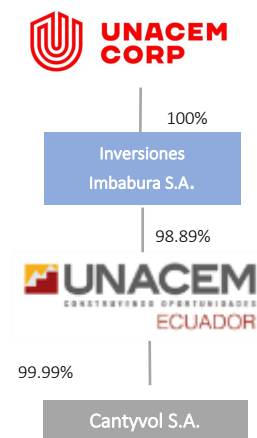 UNACEM
CORP
100%
Inversiones
Imbabura S.A.
98.89%
UNACEM
CONSTRUYENDO OPORTUNIDADES
ECUADOR
99.99%
Cantyvol S.A.